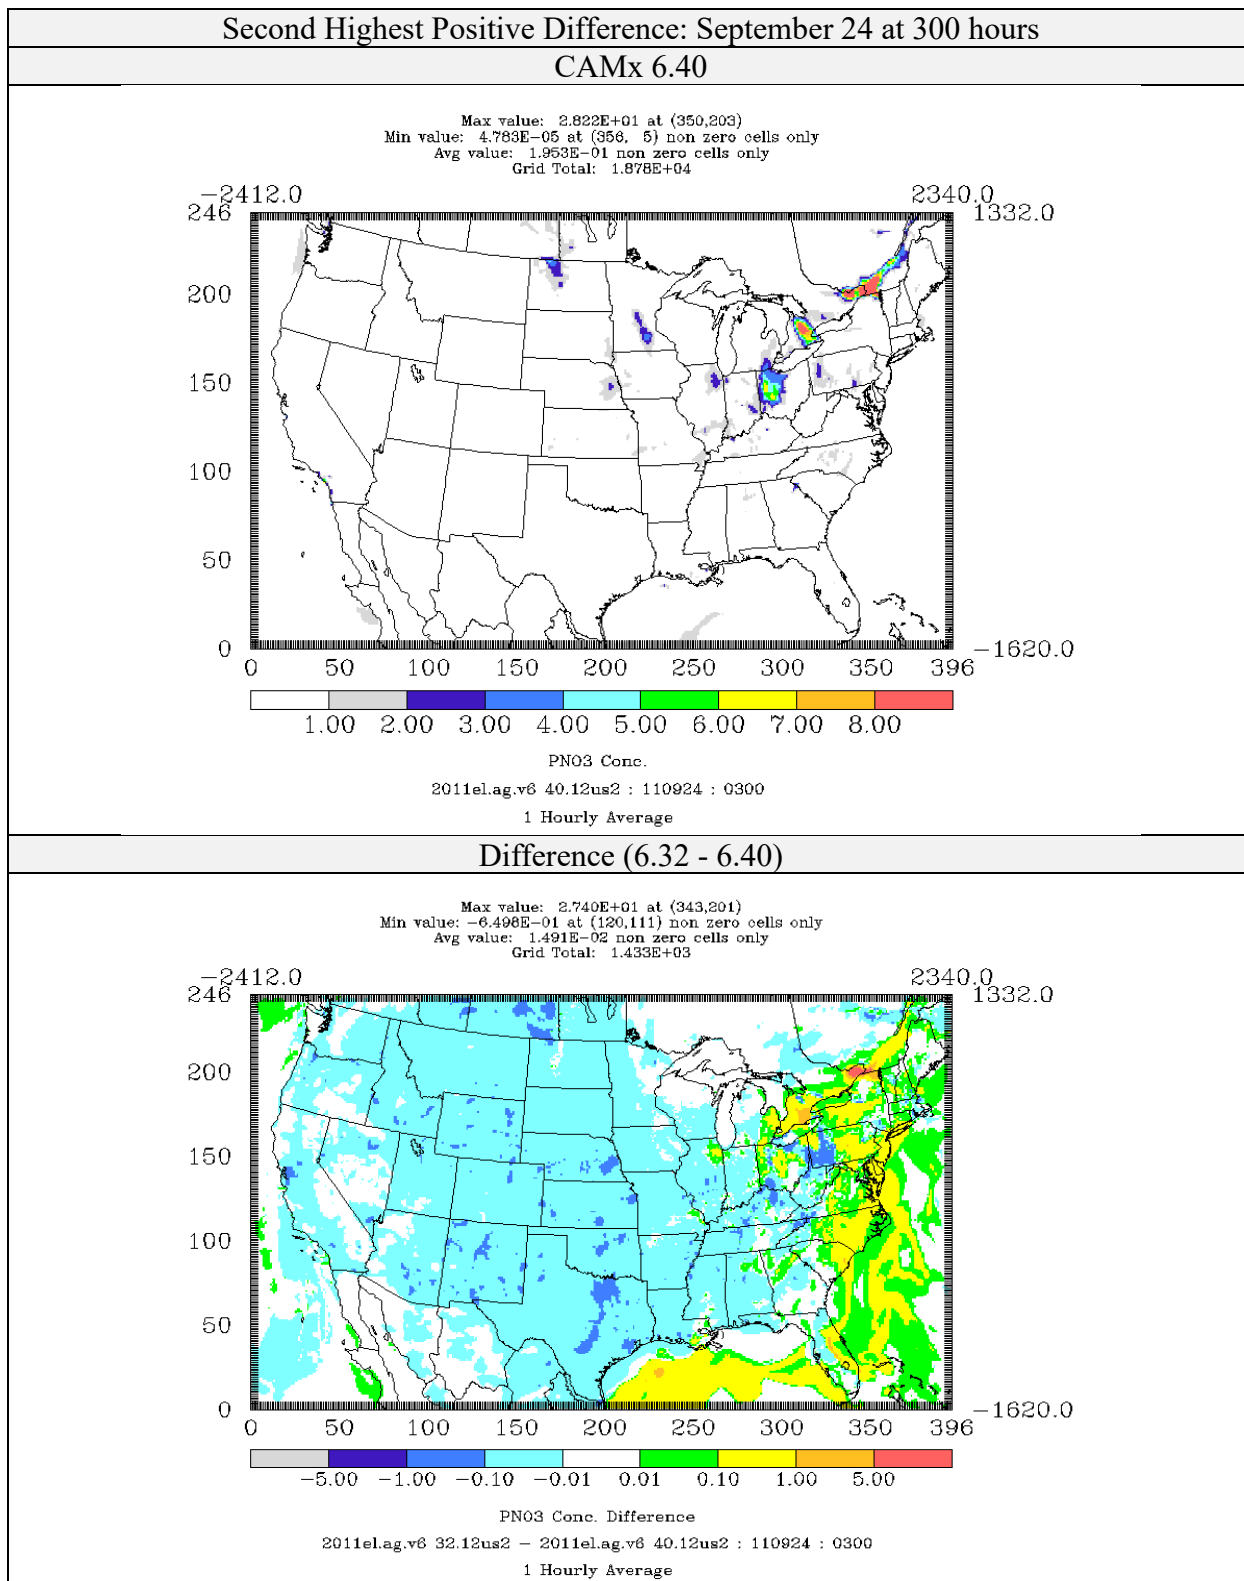 Second Highest Positive Difference: September 24 at 300 hours
CAMx 6.40
Max value: 2.822E+01 at (350,203)
Min value: 4.783E-05 at (356, 5) non zero cells only
Avg value: 1.953E-01 non zero cells only
Grid Total: 1.878E+04
-2412.0 2340.0
246 1332.0
200
150
100
50
0 -1620.0
0 50 100 150 200 250 300 350 396
1.00 2.00 3.00 4.00 5.00 6.00 7.00 8.00
PNO3 Conc.
2011el.ag.v6 40.12us2 : 110924 : 0300
1 Hourly Average
Difference (6.32 - 6.40)
Max value: 2.740E+01 at (343,201)
Min value: -6.498E-01 at (120,111) non zero cells only
Avg value: 1.491E-02 non zero cells only
Grid Total: 1.433E+03
-2412.0 2340.0
246 1332.0
200
150
100
50
0 -1620.0
0 50 100 150 200 250 300 350 396
-5.00 -1.00 -0.10 -0.01 0.01 0.10 1.00 5.00
PNO3 Conc. Difference
2011el.ag.v6 32.12us2 - 2011el.ag.v6 40.12us2 : 110924 : 0300
1 Hourly Average